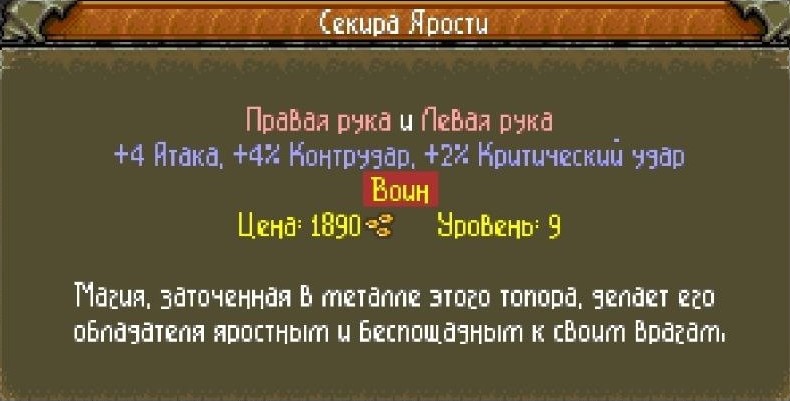 Секира Ярости
Правая рука и Левая рука
+4 Атака, +4% Контрудар, +2% Критический удар
Воин
Цена: 1890 Уровень: 9
Магия, заточенная в металле этого топора, делает его
обладателя яростным и беспощадным к своим врагам.